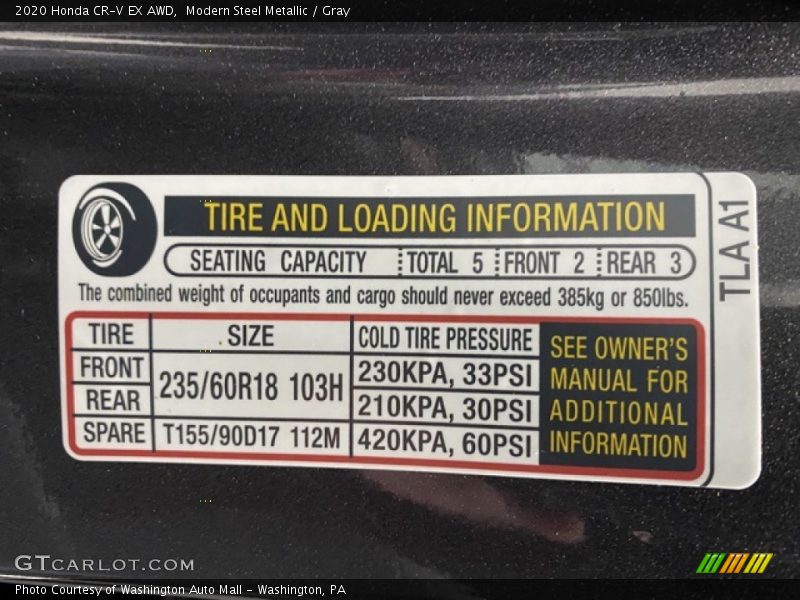 2020 Honda CR-V EX AWD,  Modern Steel Metallic / Gray
TIRE AND LOADING INFORMATION
SEATING CAPACITY TOTAL 5 FRONT 2 REAR 3
The combined weight of occupants and cargo should never exceed 385kg or 850lbs.
TIRE SIZE COLD TIRE PRESSURE
FRONT 235/60R18 103H 230KPA, 33PSI
REAR 210KPA, 30PSI
SPARE T155/90D17 112M 420KPA, 60PSI
SEE OWNER'S
MANUAL FOR
ADDITIONAL
INFORMATION
TLA A1
GTCARLOT.COM
Photo Courtesy of Washington Auto Mall - Washington, PA